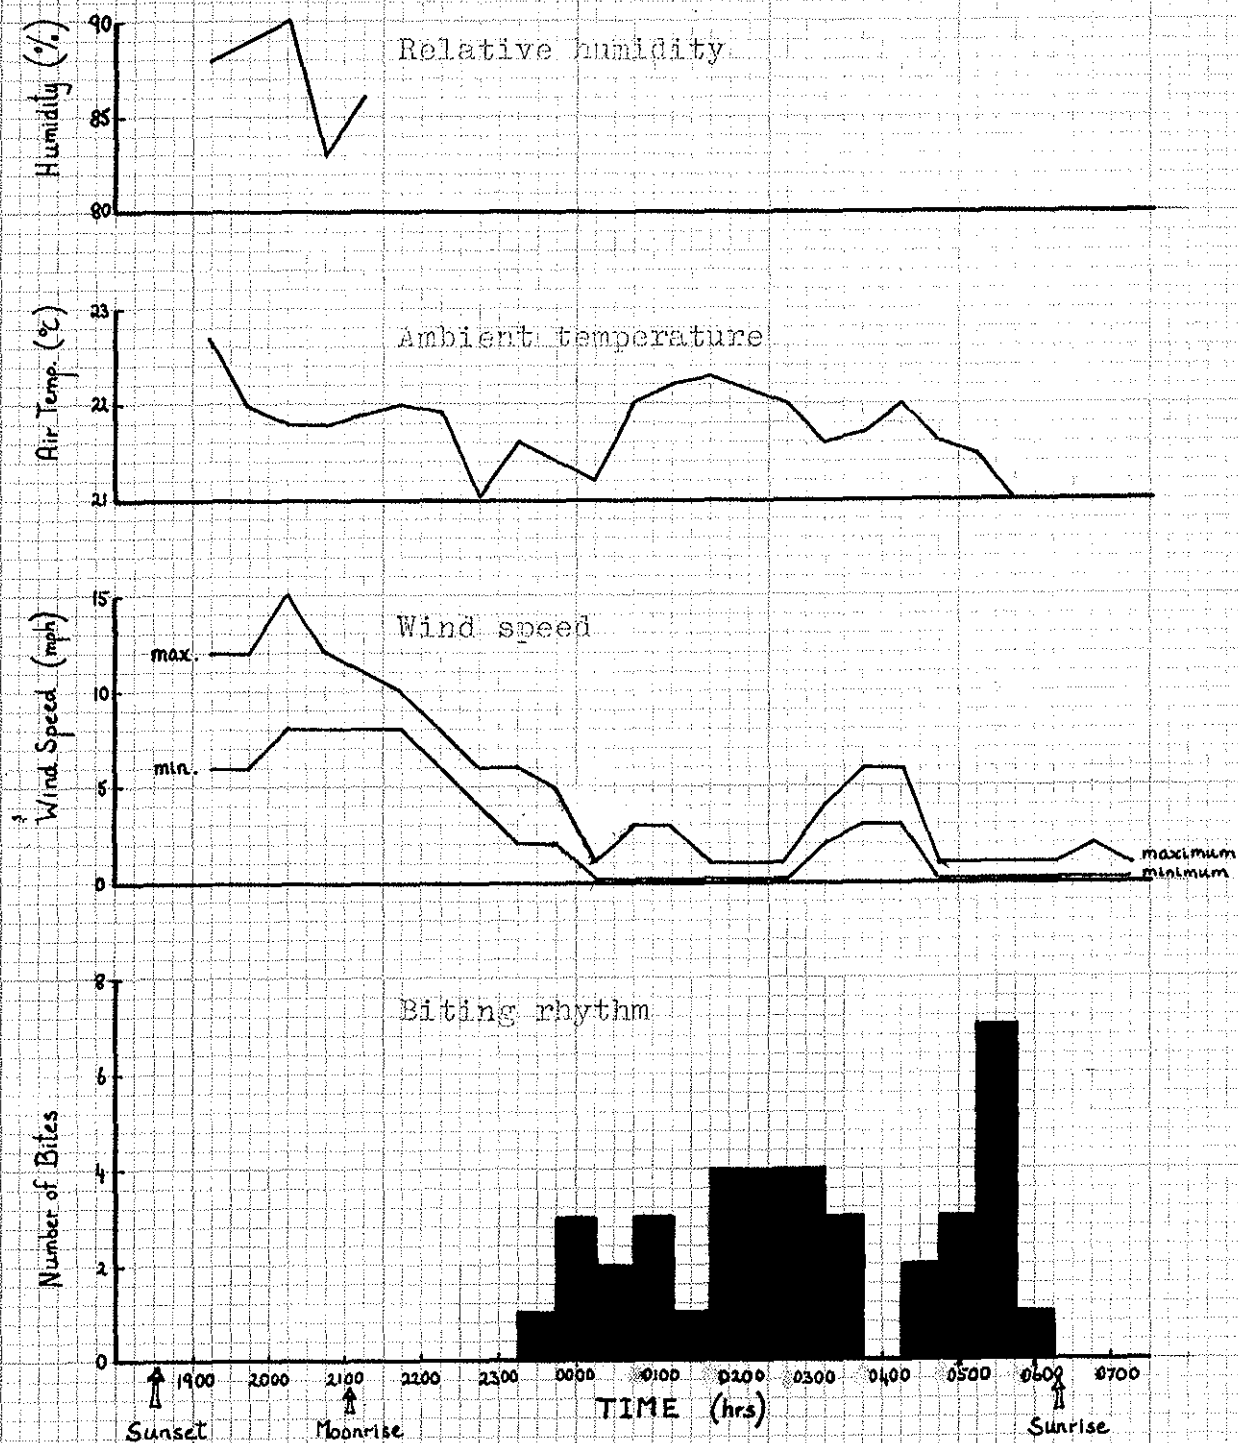 Humidity (%)
90
85
80
Relative humidity
Air Temp. (°C)
23
22
21
Ambient temperature
Wind Speed (mph)
15
10
5
0
Wind speed
max.
min.
maximum
minimum
Number of Bites
8
6
4
2
0
Biting rhythm
1900 2000 2100 2200 2300 0000 0100 0200 0300 0400 0500 0600 0700
TIME (hrs)
Sunset
Moonrise
Sunrise